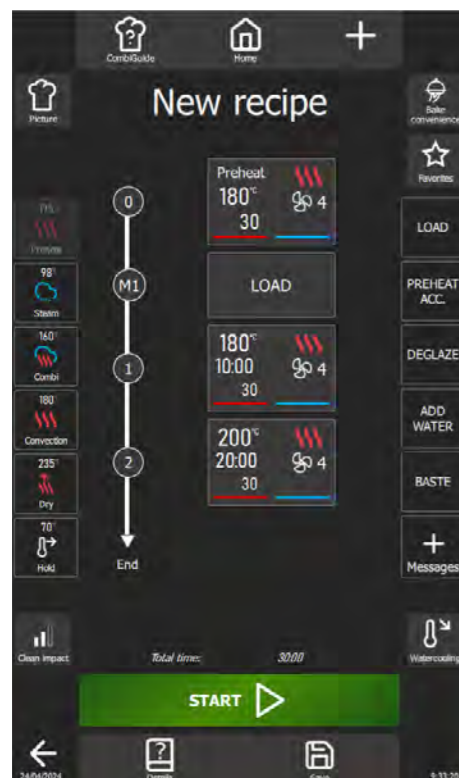 CombiGuide
Home
Picture
New recipe
Bake
convenience
Favorites
Preheat
180°C
4
30
0
LOAD
98°
Steam
M1
LOAD
PREHEAT
ACC.
160°
Combi
1
180°C
10:00
4
30
DEGLAZE
180°
Convection
200°C
20:00
4
30
ADD
WATER
235°
Dry
2
BASTE
70°
Hold
End
Messages
Clean impact
Total time:
30:00
Watercooling
START
24/04/2024
Details
Save